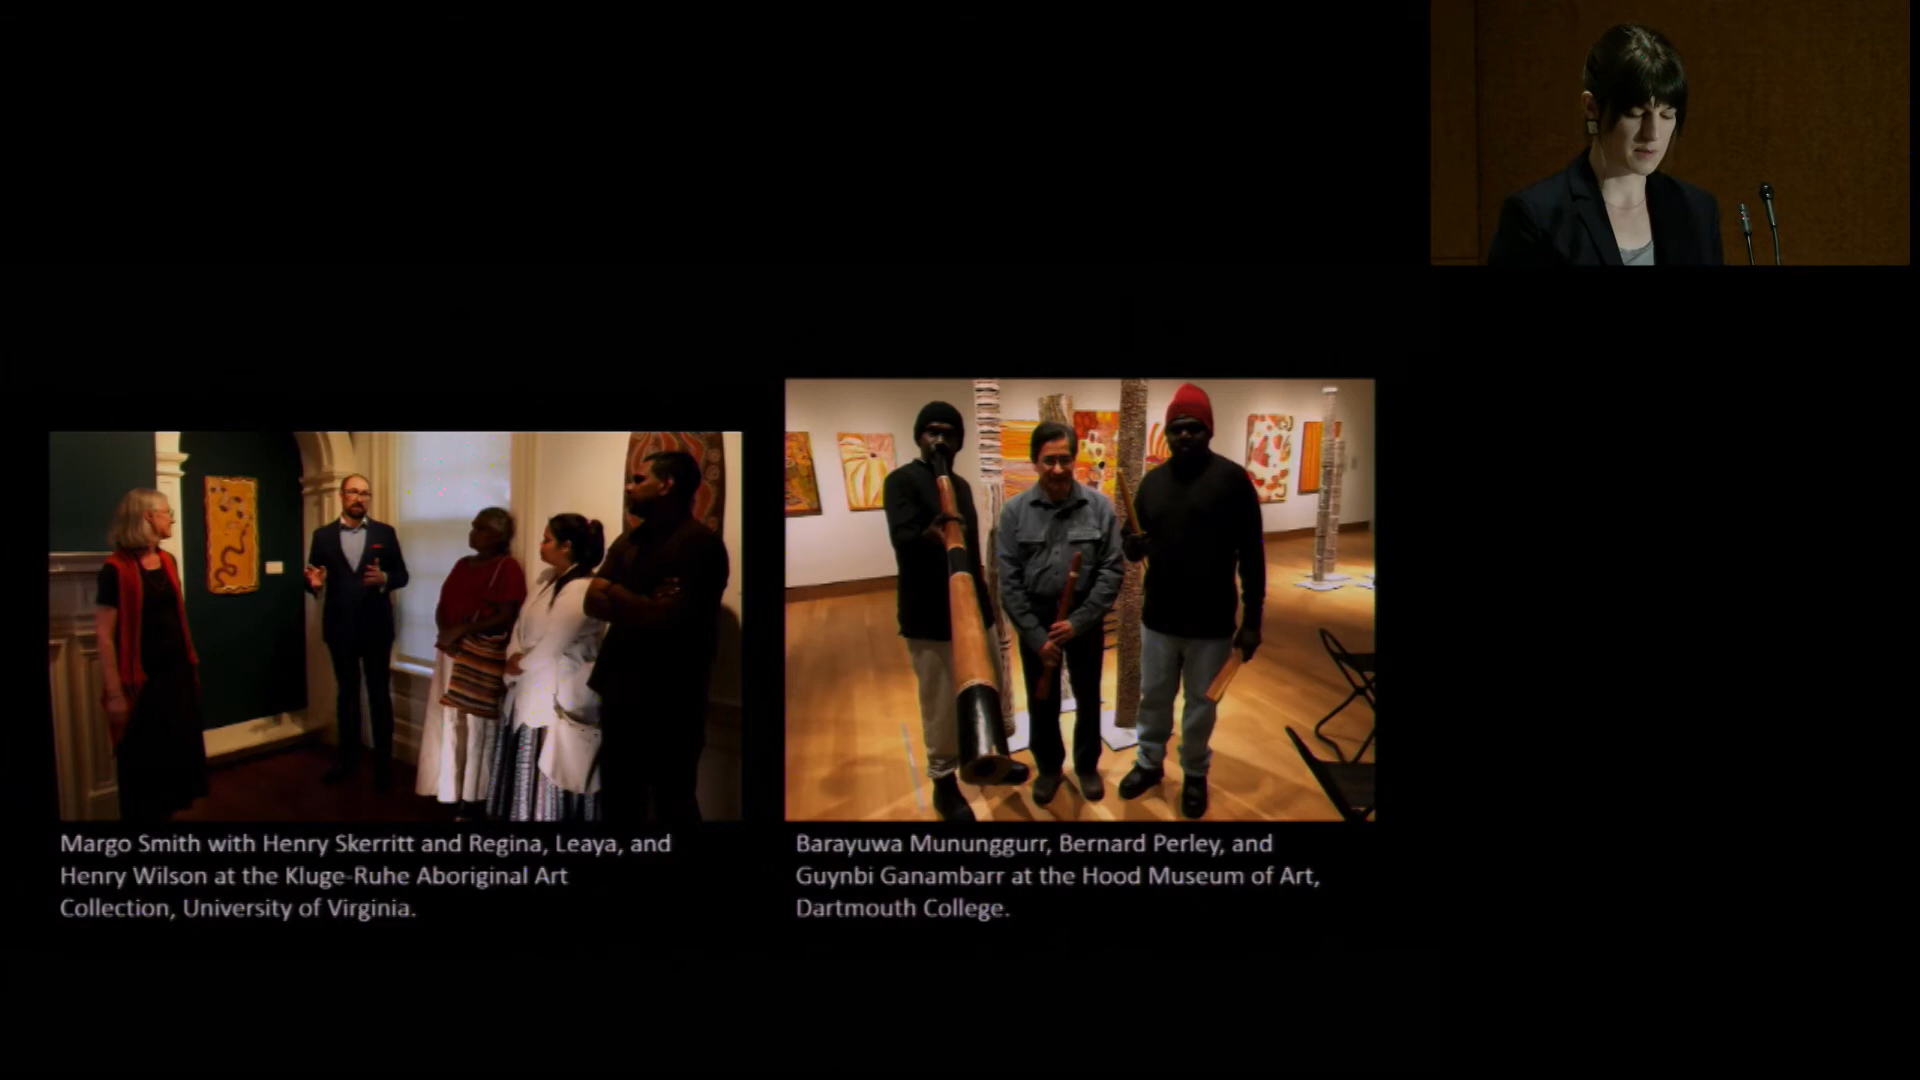 Margo Smith with Henry Skerritt and Regina, Leaya, and
Henry Wilson at the Kluge-Ruhe Aboriginal Art
Collection, University of Virginia.
Barayuwa Mununggurr, Bernard Perley, and
Guynbi Ganambarr at the Hood Museum of Art,
Dartmouth College.